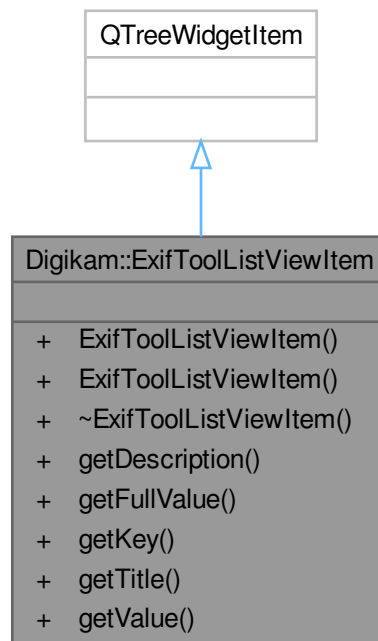 QTreeWidgetItem
Digikam::ExifToolListViewItem
+ ExifToolListViewItem()
+ ExifToolListViewItem()
+ ~ExifToolListViewItem()
+ getDescription()
+ getFullValue()
+ getKey()
+ getTitle()
+ getValue()